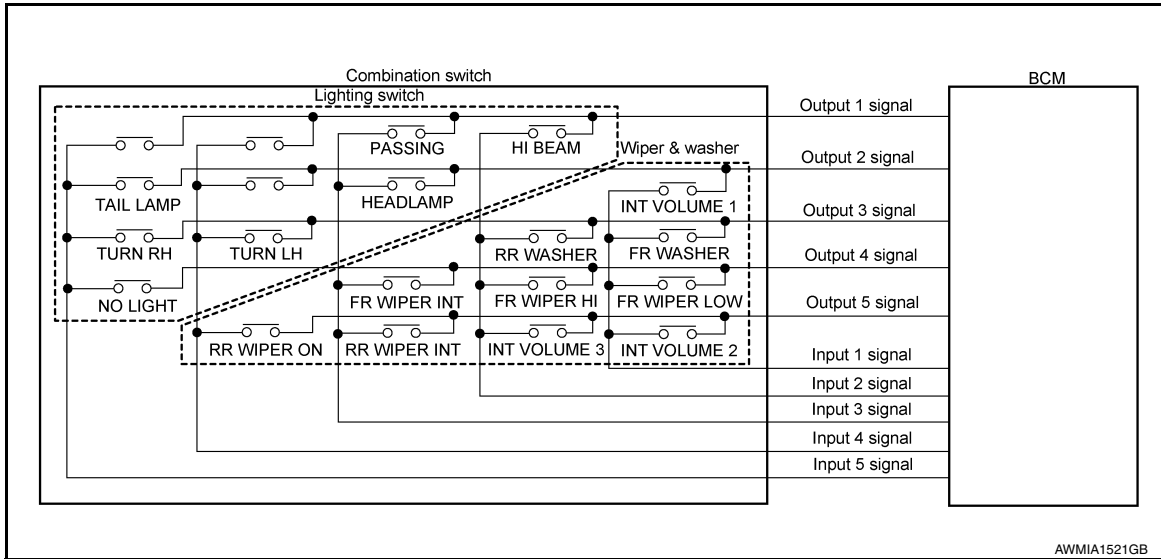 Combination switch
BCM
Lighting switch
Output 1 signal
PASSING
HI BEAM
Wiper & washer
Output 2 signal
TAIL LAMP
HEADLAMP
INT VOLUME 1
Output 3 signal
TURN RH
TURN LH
RR WASHER
FR WASHER
Output 4 signal
NO LIGHT
FR WIPER INT
FR WIPER HI
FR WIPER LOW
Output 5 signal
RR WIPER ON
RR WIPER INT
INT VOLUME 3
INT VOLUME 2
Input 1 signal
Input 2 signal
Input 3 signal
Input 4 signal
Input 5 signal
AWMIA1521GB